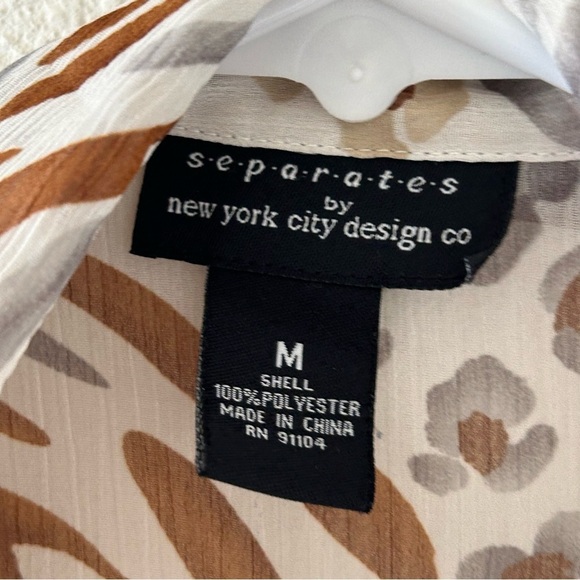 s·e·p·a·r·a·t·e·s
by
new york city design co
M
SHELL
100%POLYESTER
MADE IN CHINA
RN 91104